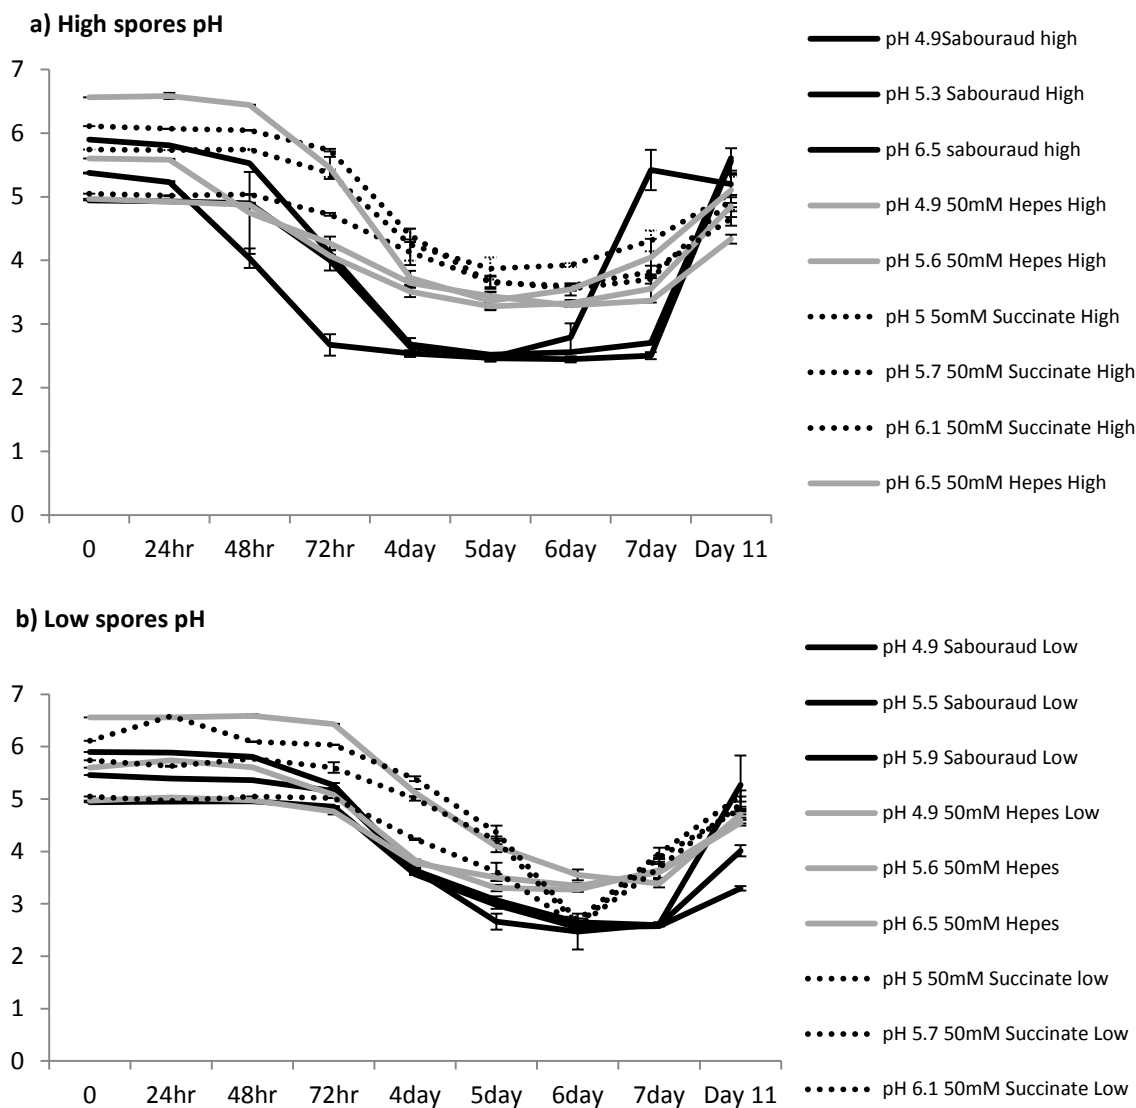 a) High spores pH
7
6
5
4
3
2
1
0
0 24hr 48hr 72hr 4day 5day 6day 7day Day 11
pH 4.9Sabouraud high
pH 5.3 Sabouraud High
pH 6.5 sabouraud high
pH 4.9 50mM Hepes High
pH 5.6 50mM Hepes High
pH 5 5omM Succinate High
pH 5.7 50mM Succinate High
pH 6.1 50mM Succinate High
pH 6.5 50mM Hepes High
b) Low spores pH
7
6
5
4
3
2
1
0
0 24hr 48hr 72hr 4day 5day 6day 7day Day 11
pH 4.9 Sabouraud Low
pH 5.5 Sabouraud Low
pH 5.9 Sabouraud Low
pH 4.9 50mM Hepes Low
pH 5.6 50mM Hepes
pH 6.5 50mM Hepes
pH 5 50mM Succinate low
pH 5.7 50mM Succinate Low
pH 6.1 50mM Succinate Low